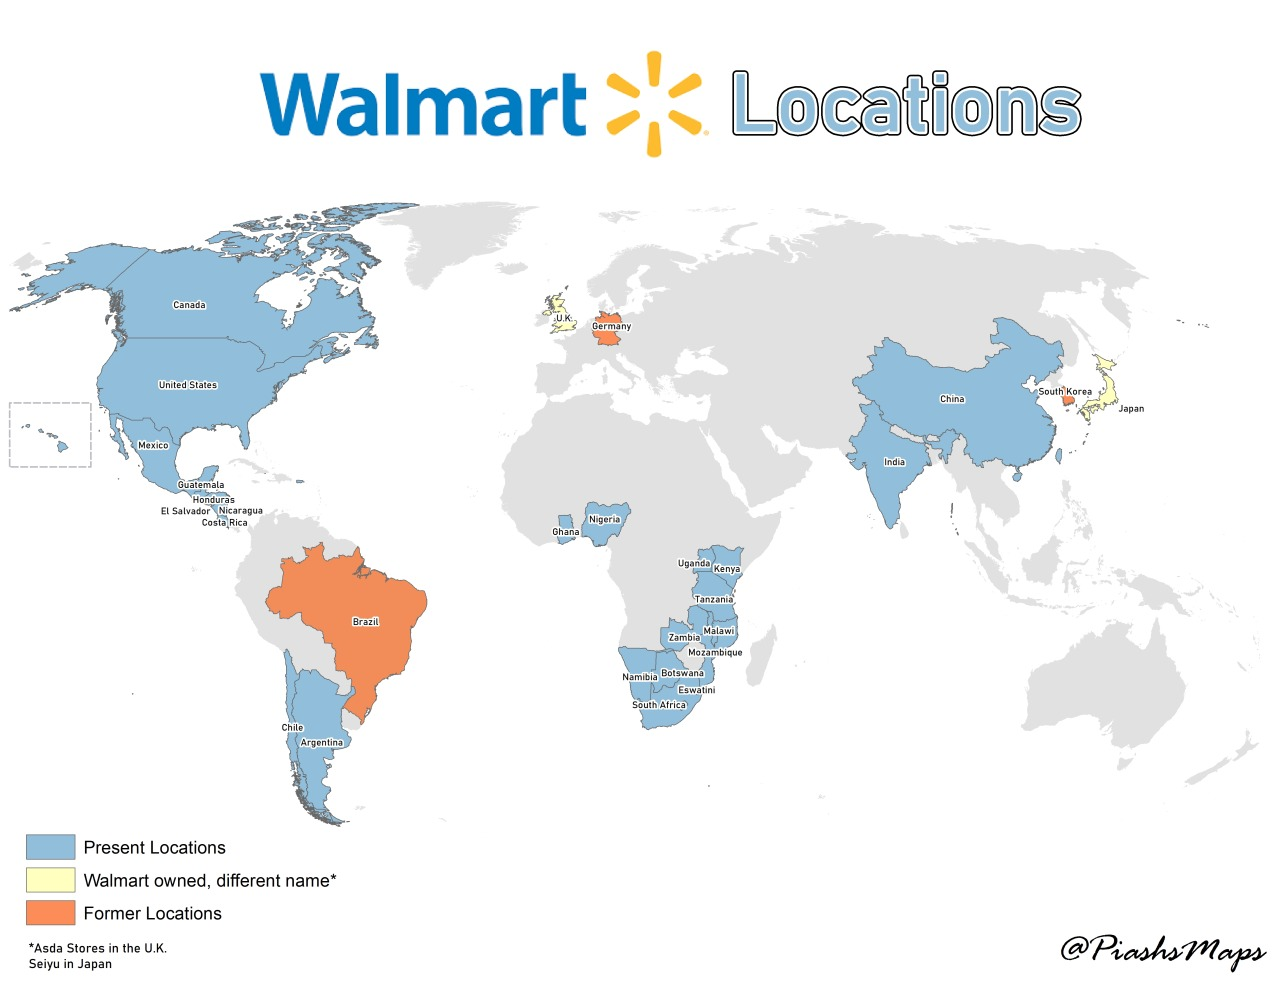 Walmart Locations
Canada
United States
Mexico
Guatemala
Honduras
El Salvador
Nicaragua
Costa Rica
Brazil
Chile
Argentina
U.K.
Germany
Ghana
Nigeria
Uganda
Kenya
Tanzania
Malawi
Zambia
Mozambique
Namibia
Botswana
Eswatini
South Africa
China
India
South Korea
Japan
Present Locations
Walmart owned, different name*
Former Locations
*Asda Stores in the U.K.
Seiyu in Japan
@PiashsMaps